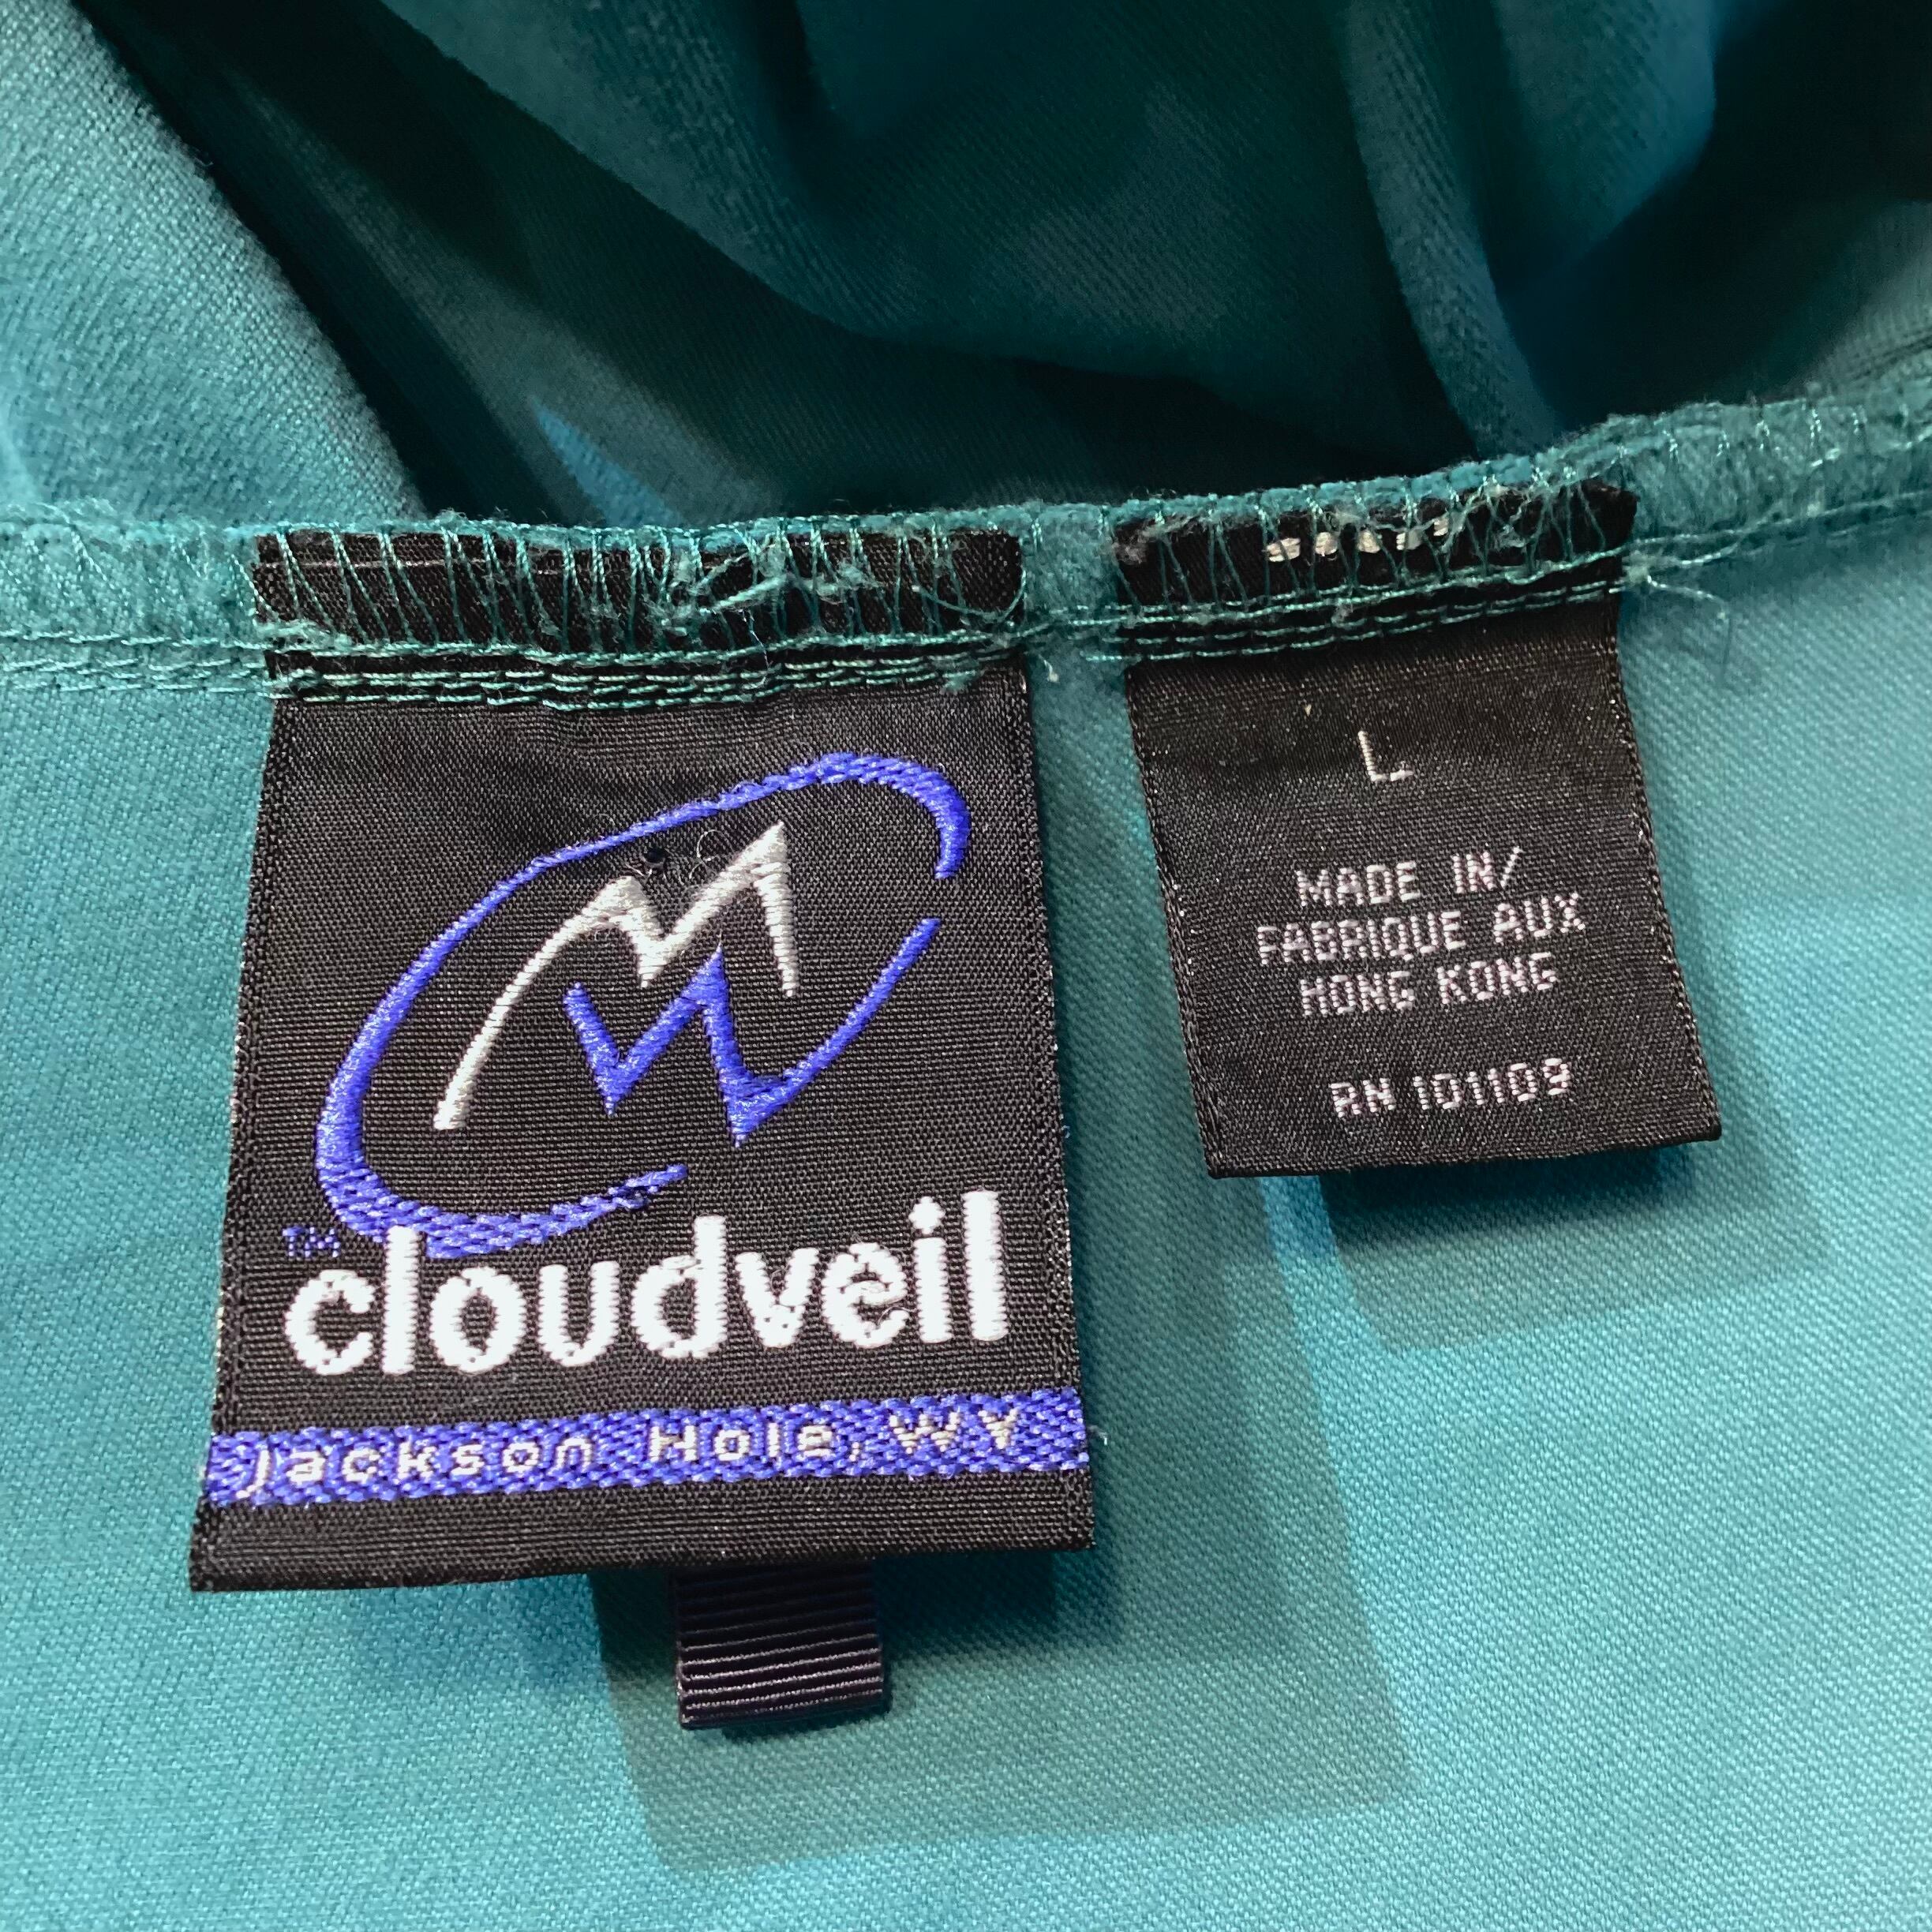 TM
cloudveil
Jackson Hole, WY
L
MADE IN/
FABRIQUE AUX
HONG KONG
RN 101109